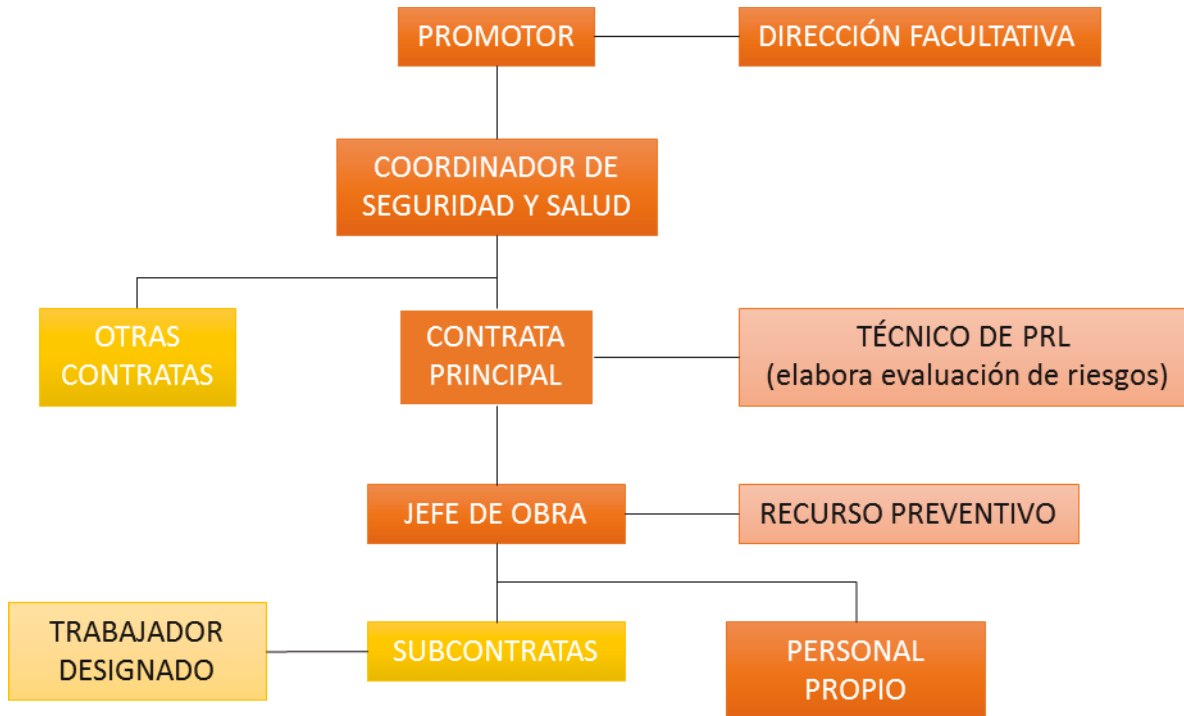 PROMOTOR
DIRECCIÓN FACULTATIVA
COORDINADOR DE
SEGURIDAD Y SALUD
OTRAS
CONTRATAS
CONTRATA
PRINCIPAL
TÉCNICO DE PRL
(elabora evaluación de riesgos)
JEFE DE OBRA
RECURSO PREVENTIVO
TRABAJADOR
DESIGNADO
SUBCONTRATAS
PERSONAL
PROPIO